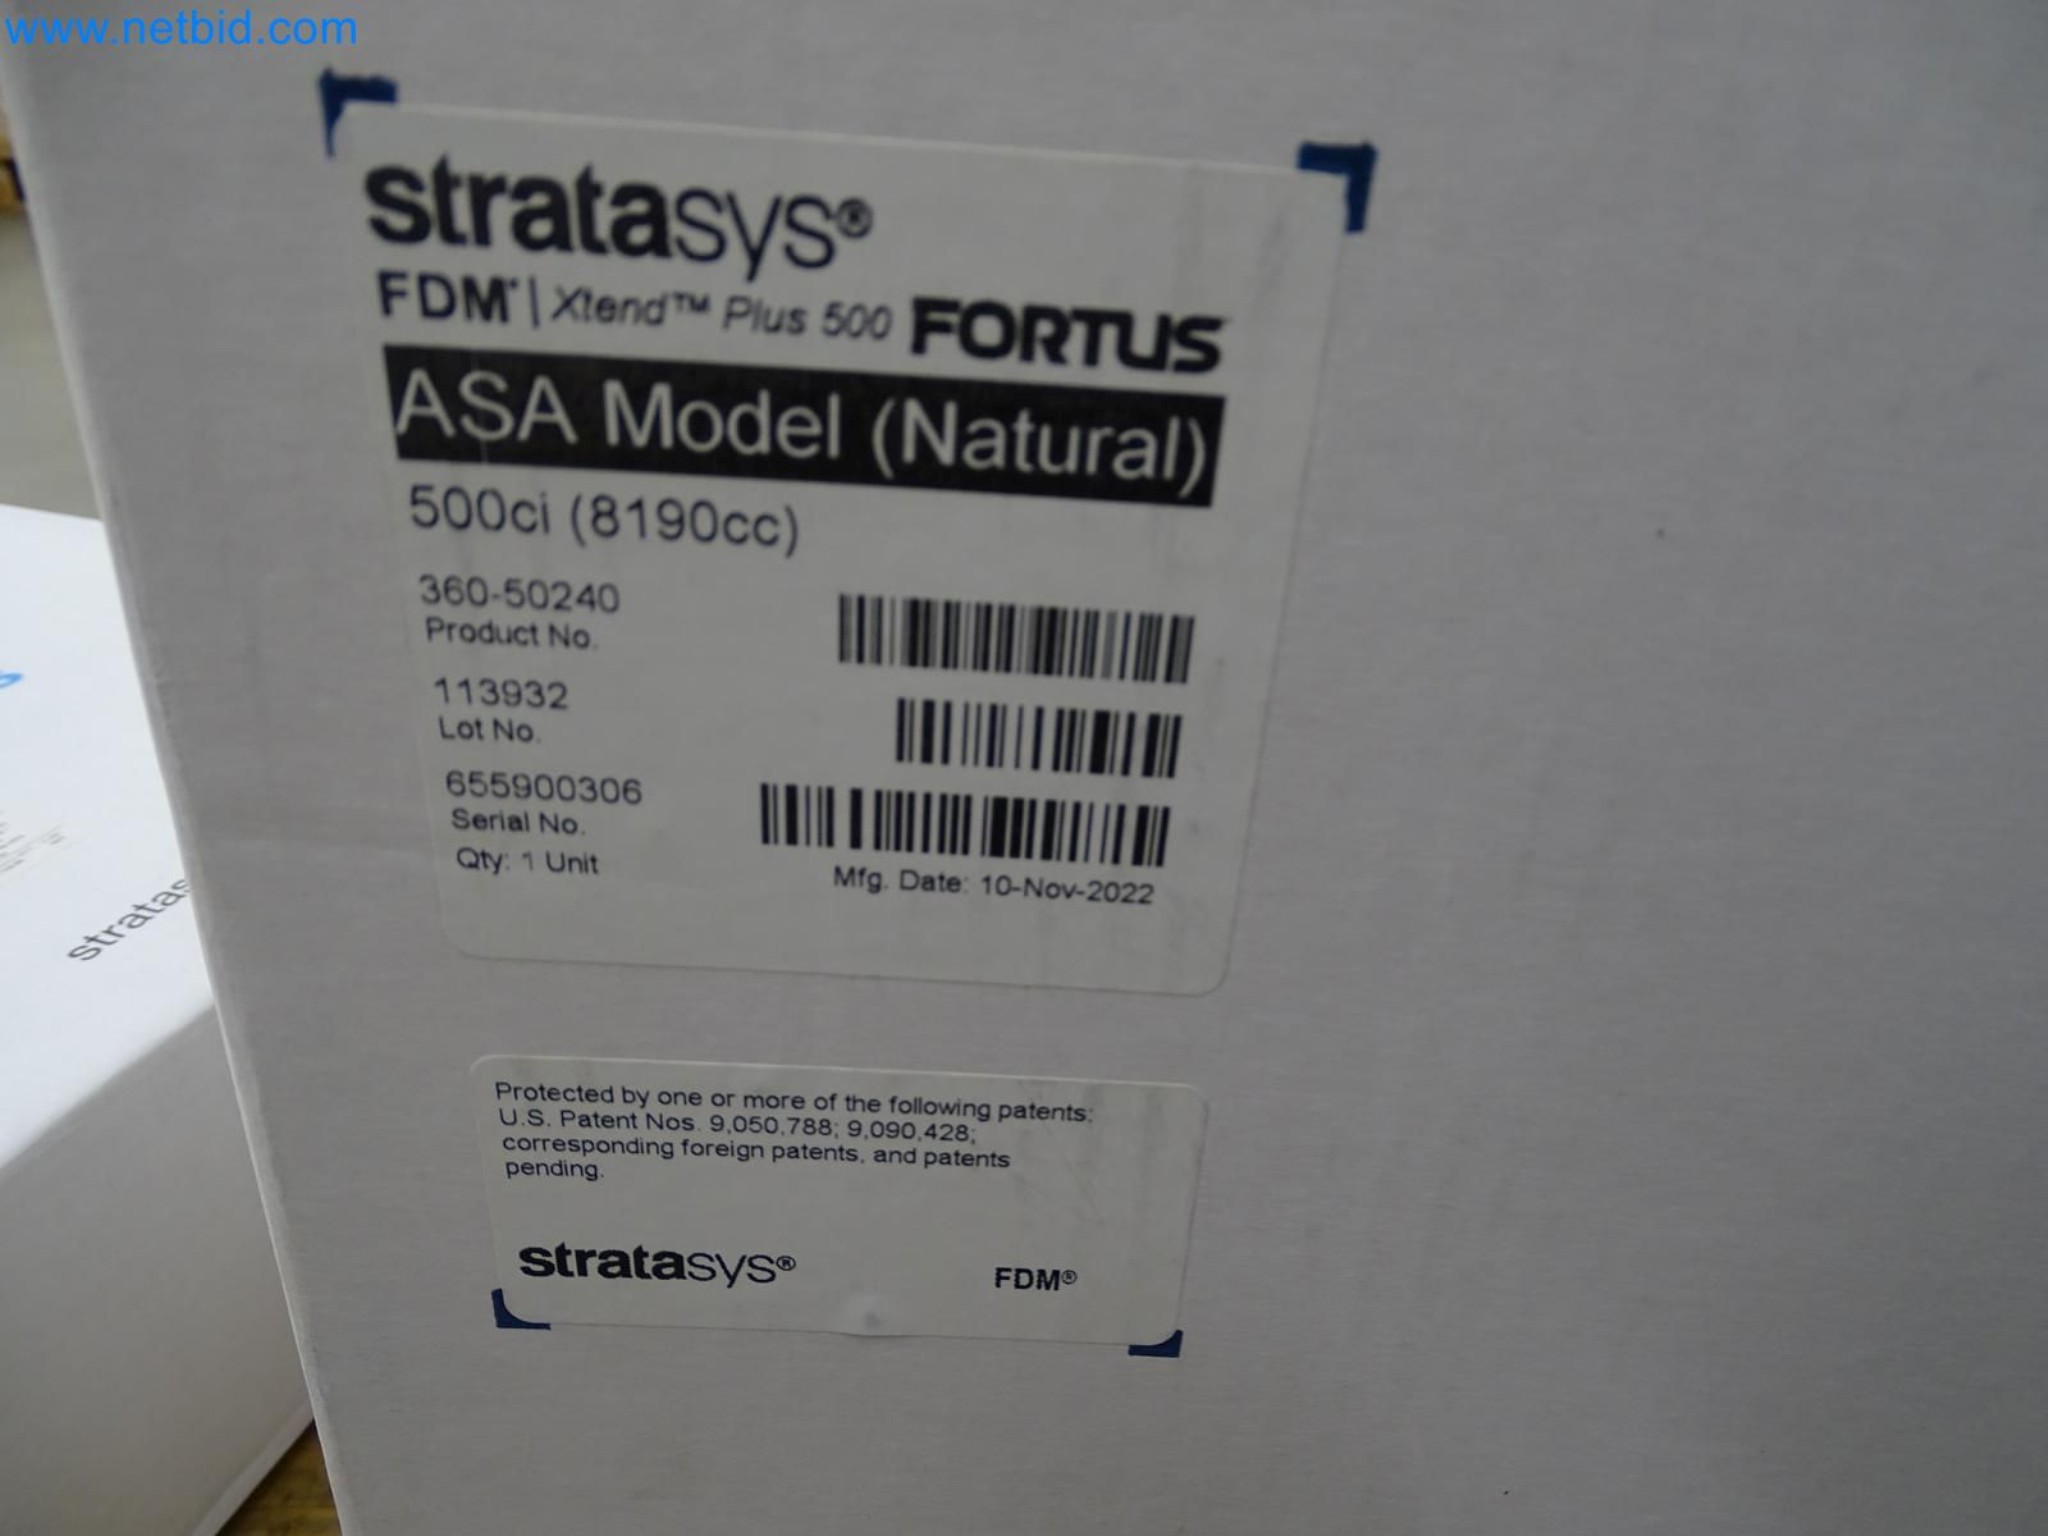 www.netbid.com
stratasys®
FDM® | Xtend™ Plus 500 FORTUS
ASA Model (Natural)
500ci (8190cc)
360-50240
Product No.
113932
Lot No.
655900306
Serial No.
Qty: 1 Unit
Mfg. Date: 10-Nov-2022
Protected by one or more of the following patents:
U.S. Patent Nos. 9,050,788; 9,090,428;
corresponding foreign patents, and patents
pending.
stratasys®
FDM®
stratas